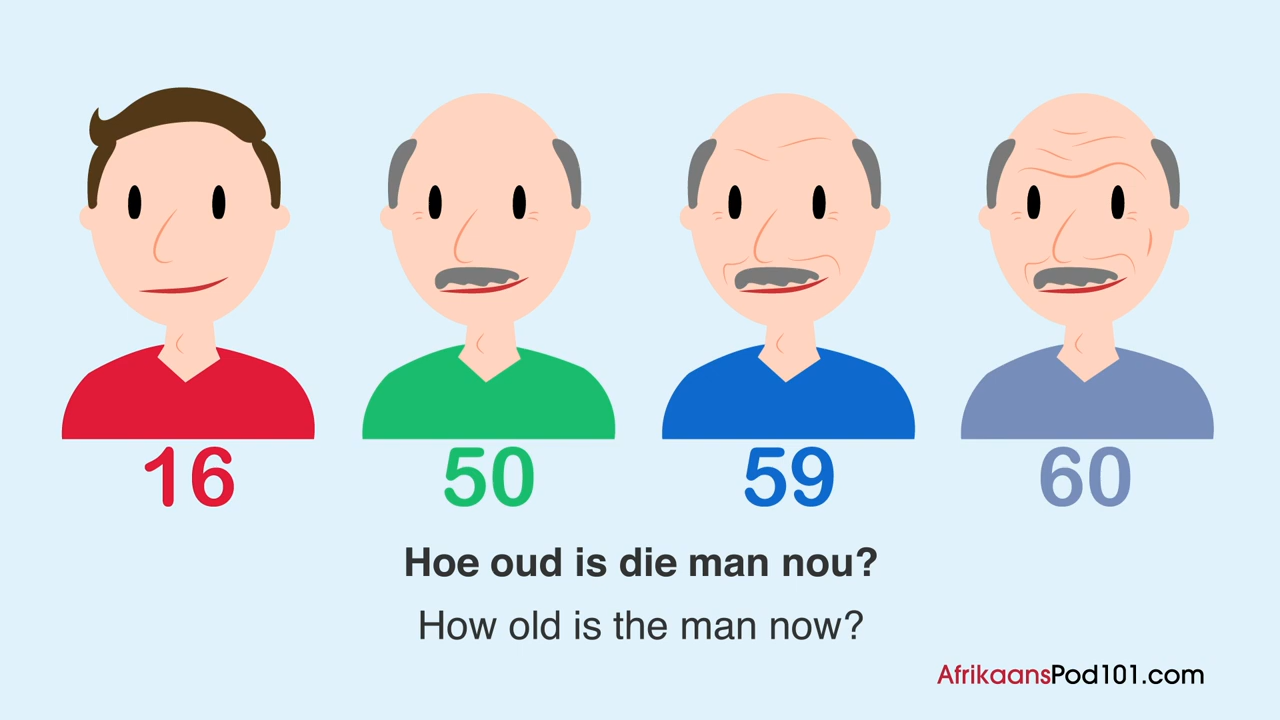 16 50 59 60
Hoe oud is die man nou?
How old is the man now?
AfrikaansPod101.com